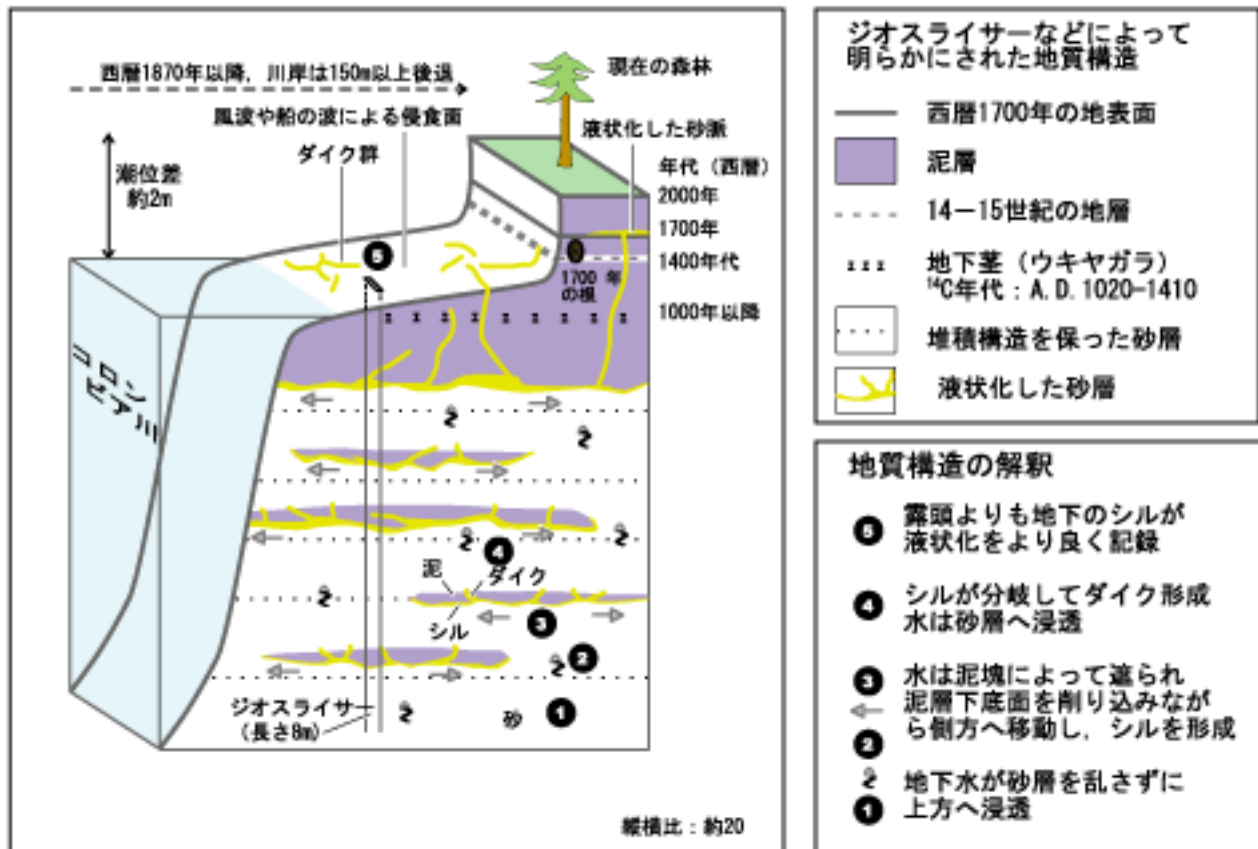 西暦1870年以降，川岸は150m以上後退
現在の森林
風波や船の波による侵食面
液状化した砂脈
ダイク群
年代（西暦）
潮位差
約2m
2000年
1700年
1400年代
1700 年
の根
1000年以降
コロン
ビア川
泥
ダイク
シル
ジオスライサー
(長さ8m)
砂
縦横比：約20
5
4
3
2
1
ジオスライサーなどによって
明らかにされた地質構造
西暦1700年の地表面
泥層
14－15世紀の地層
地下茎（ウキヤガラ）
¹⁴C年代：A.D.1020-1410
堆積構造を保った砂層
液状化した砂層
地質構造の解釈
5 露頭よりも地下のシルが
液状化をより良く記録
4 シルが分岐してダイク形成
水は砂層へ浸透
3 水は泥塊によって遮られ
泥層下底面を削り込みなが
2 ら側方へ移動し，シルを形成
地下水が砂層を乱さずに
1 上方へ浸透